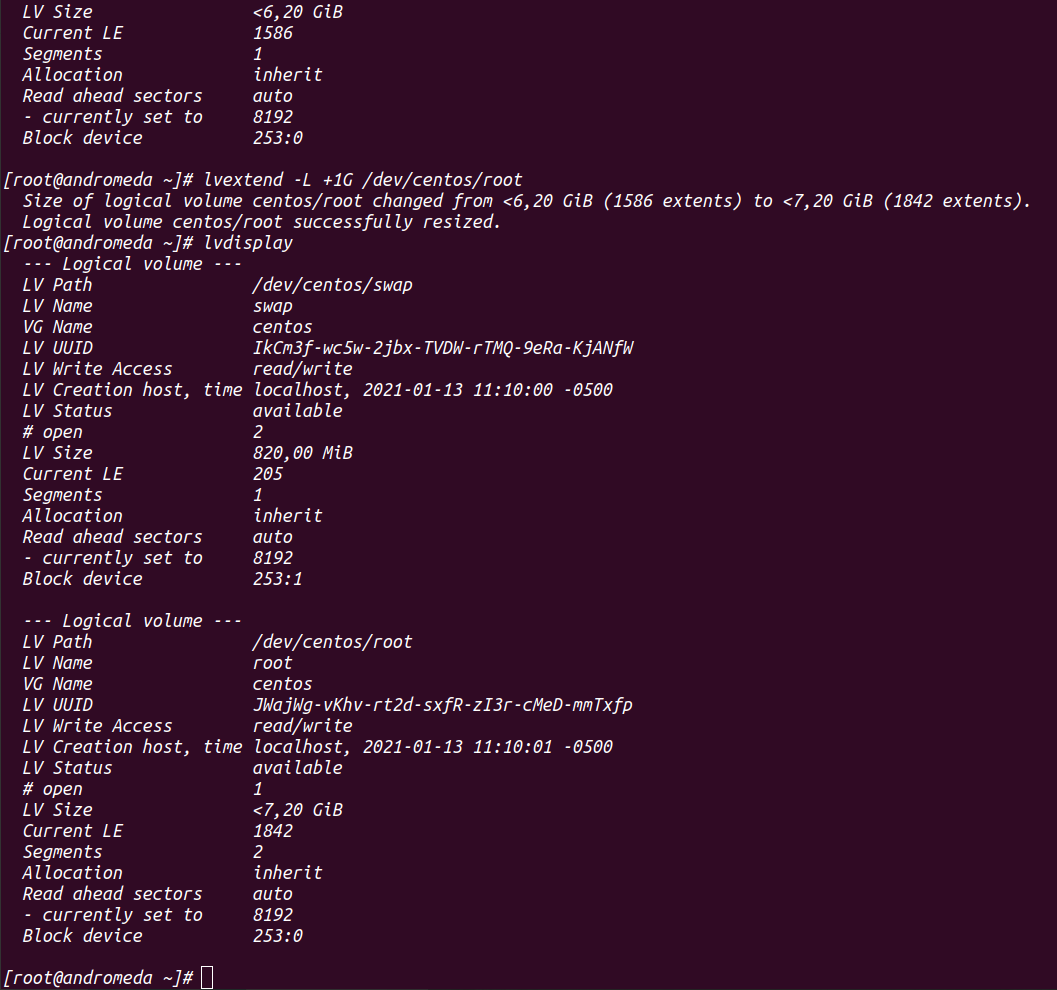 LV Size                <6,20 GiB
Current LE             1586
Segments               1
Allocation             inherit
Read ahead sectors     auto
- currently set to     8192
Block device           253:0
[root@andromeda ~]# lvextend -L +1G /dev/centos/root
Size of logical volume centos/root changed from <6,20 GiB (1586 extents) to <7,20 GiB (1842 extents).
Logical volume centos/root successfully resized.
[root@andromeda ~]# lvdisplay
--- Logical volume ---
LV Path                /dev/centos/swap
LV Name                swap
VG Name                centos
LV UUID                IkCm3f-wc5w-2jbx-TVDW-rTMQ-9eRa-KjANfW
LV Write Access        read/write
LV Creation host, time localhost, 2021-01-13 11:10:00 -0500
LV Status              available
# open                 2
LV Size                820,00 MiB
Current LE             205
Segments               1
Allocation             inherit
Read ahead sectors     auto
- currently set to     8192
Block device           253:1
--- Logical volume ---
LV Path                /dev/centos/root
LV Name                root
VG Name                centos
LV UUID                JWajWg-vKhv-rt2d-sxfR-zI3r-cMeD-mmTxfp
LV Write Access        read/write
LV Creation host, time localhost, 2021-01-13 11:10:01 -0500
LV Status              available
# open                 1
LV Size                <7,20 GiB
Current LE             1842
Segments               2
Allocation             inherit
Read ahead sectors     auto
- currently set to     8192
Block device           253:0
[root@andromeda ~]#